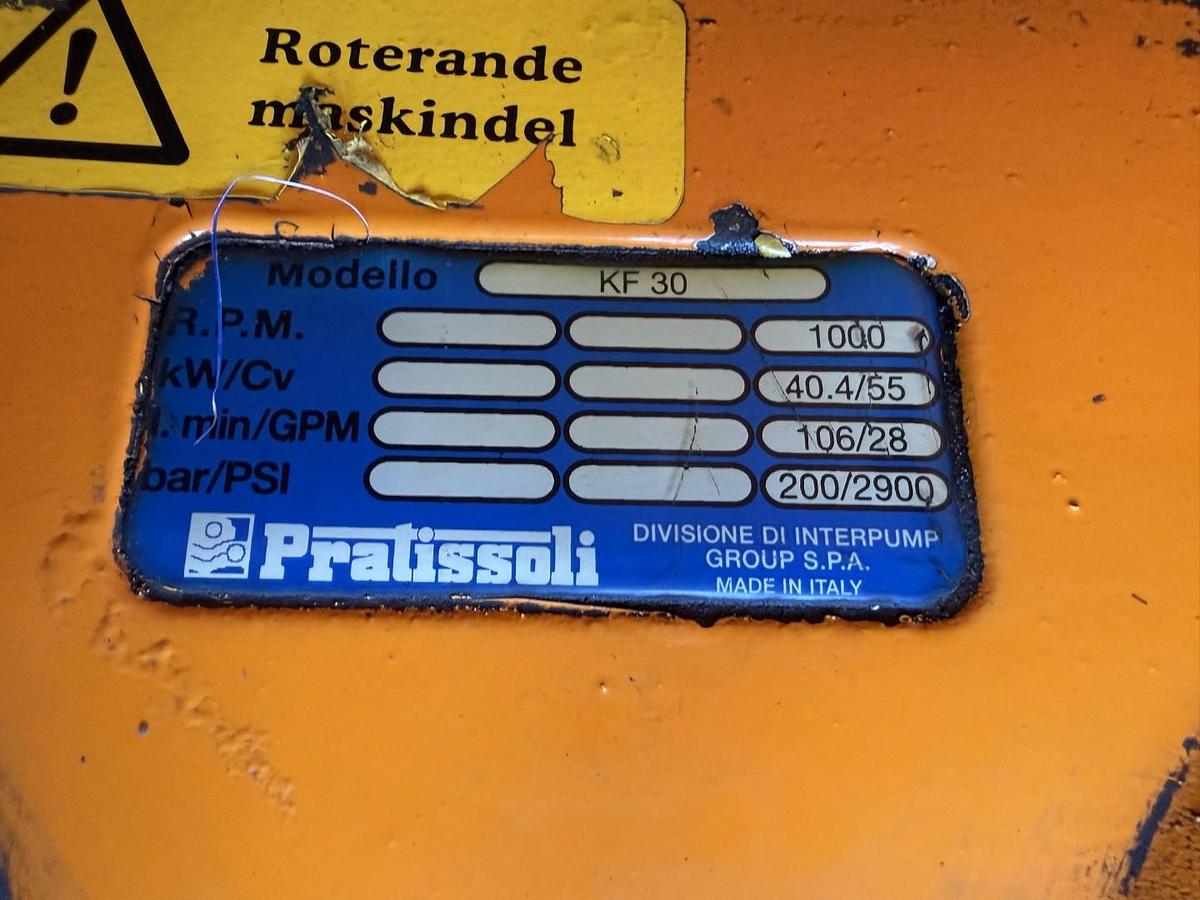 Roterande
maskindel
Modello KF 30
R.P.M. 1000
kW/Cv 40.4/55
l. min/GPM 106/28
bar/PSI 200/2900
Pratissoli
DIVISIONE DI INTERPUMP
GROUP S.P.A.
MADE IN ITALY